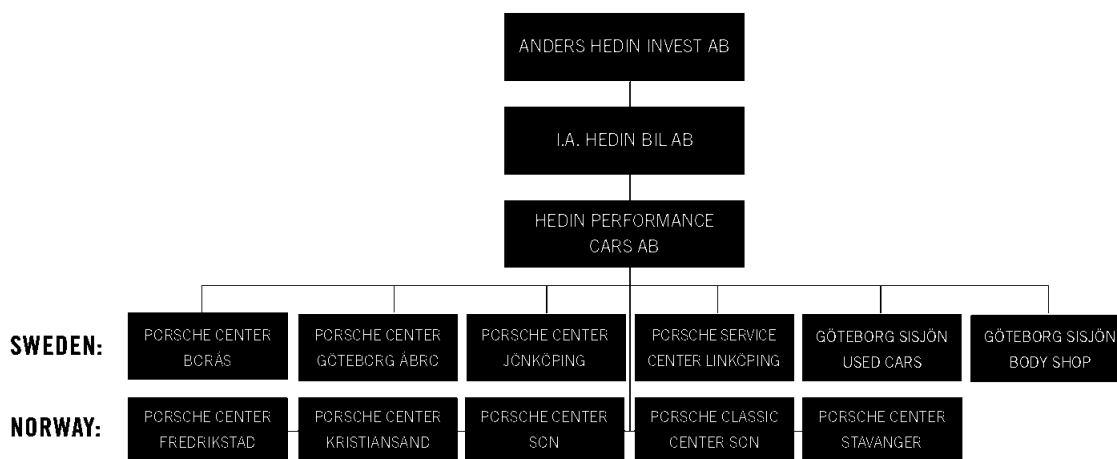 ANDERS HEDIN INVEST AB
I.A. HEDIN BIL AB
HEDIN PERFORMANCE
CARS AB
SWEDEN:
PORSCHE CENTER
BORÅS
PORSCHE CENTER
GÖTEBORG ÅBRO
PORSCHE CENTER
JÖNKÖPING
PORSCHE SERVICE
CENTER LINKÖPING
GÖTEBORG SISJÖN
USED CARS
GÖTEBORG SISJÖN
BODY SHOP
NORWAY:
PORSCHE CENTER
FREDRIKSTAD
PORSCHE CENTER
KRISTIANSAND
PORSCHE CENTER
SON
PORSCHE CLASSIC
CENTER SON
PORSCHE CENTER
STAVANGER